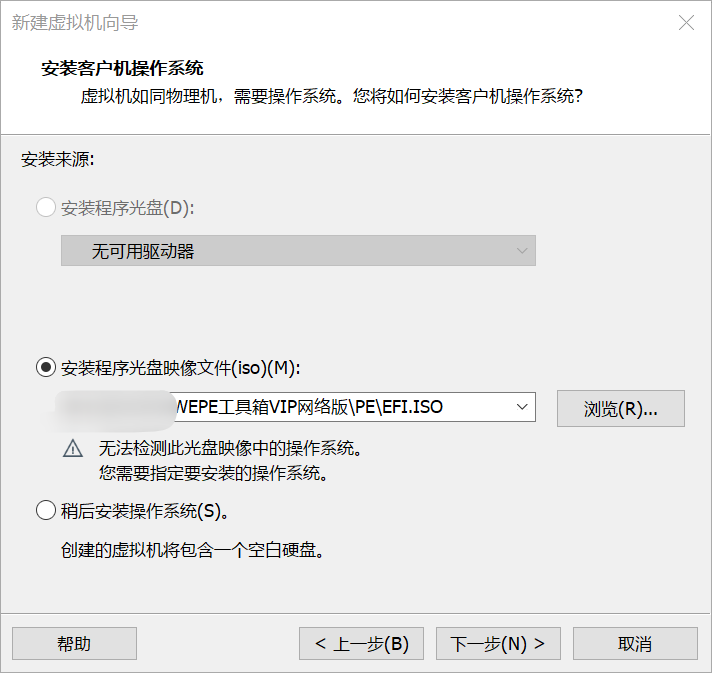 新建虚拟机向导
安装客户机操作系统
虚拟机如同物理机，需要操作系统。您将如何安装客户机操作系统?
安装来源:
安装程序光盘(D):
无可用驱动器
安装程序光盘映像文件(iso)(M):
WEPE工具箱VIP网络版\PE\EFI.ISO
浏览(R)...
无法检测此光盘映像中的操作系统。
您需要指定要安装的操作系统。
稍后安装操作系统(S)。
创建的虚拟机将包含一个空白硬盘。
帮助
< 上一步(B)
下一步(N) >
取消